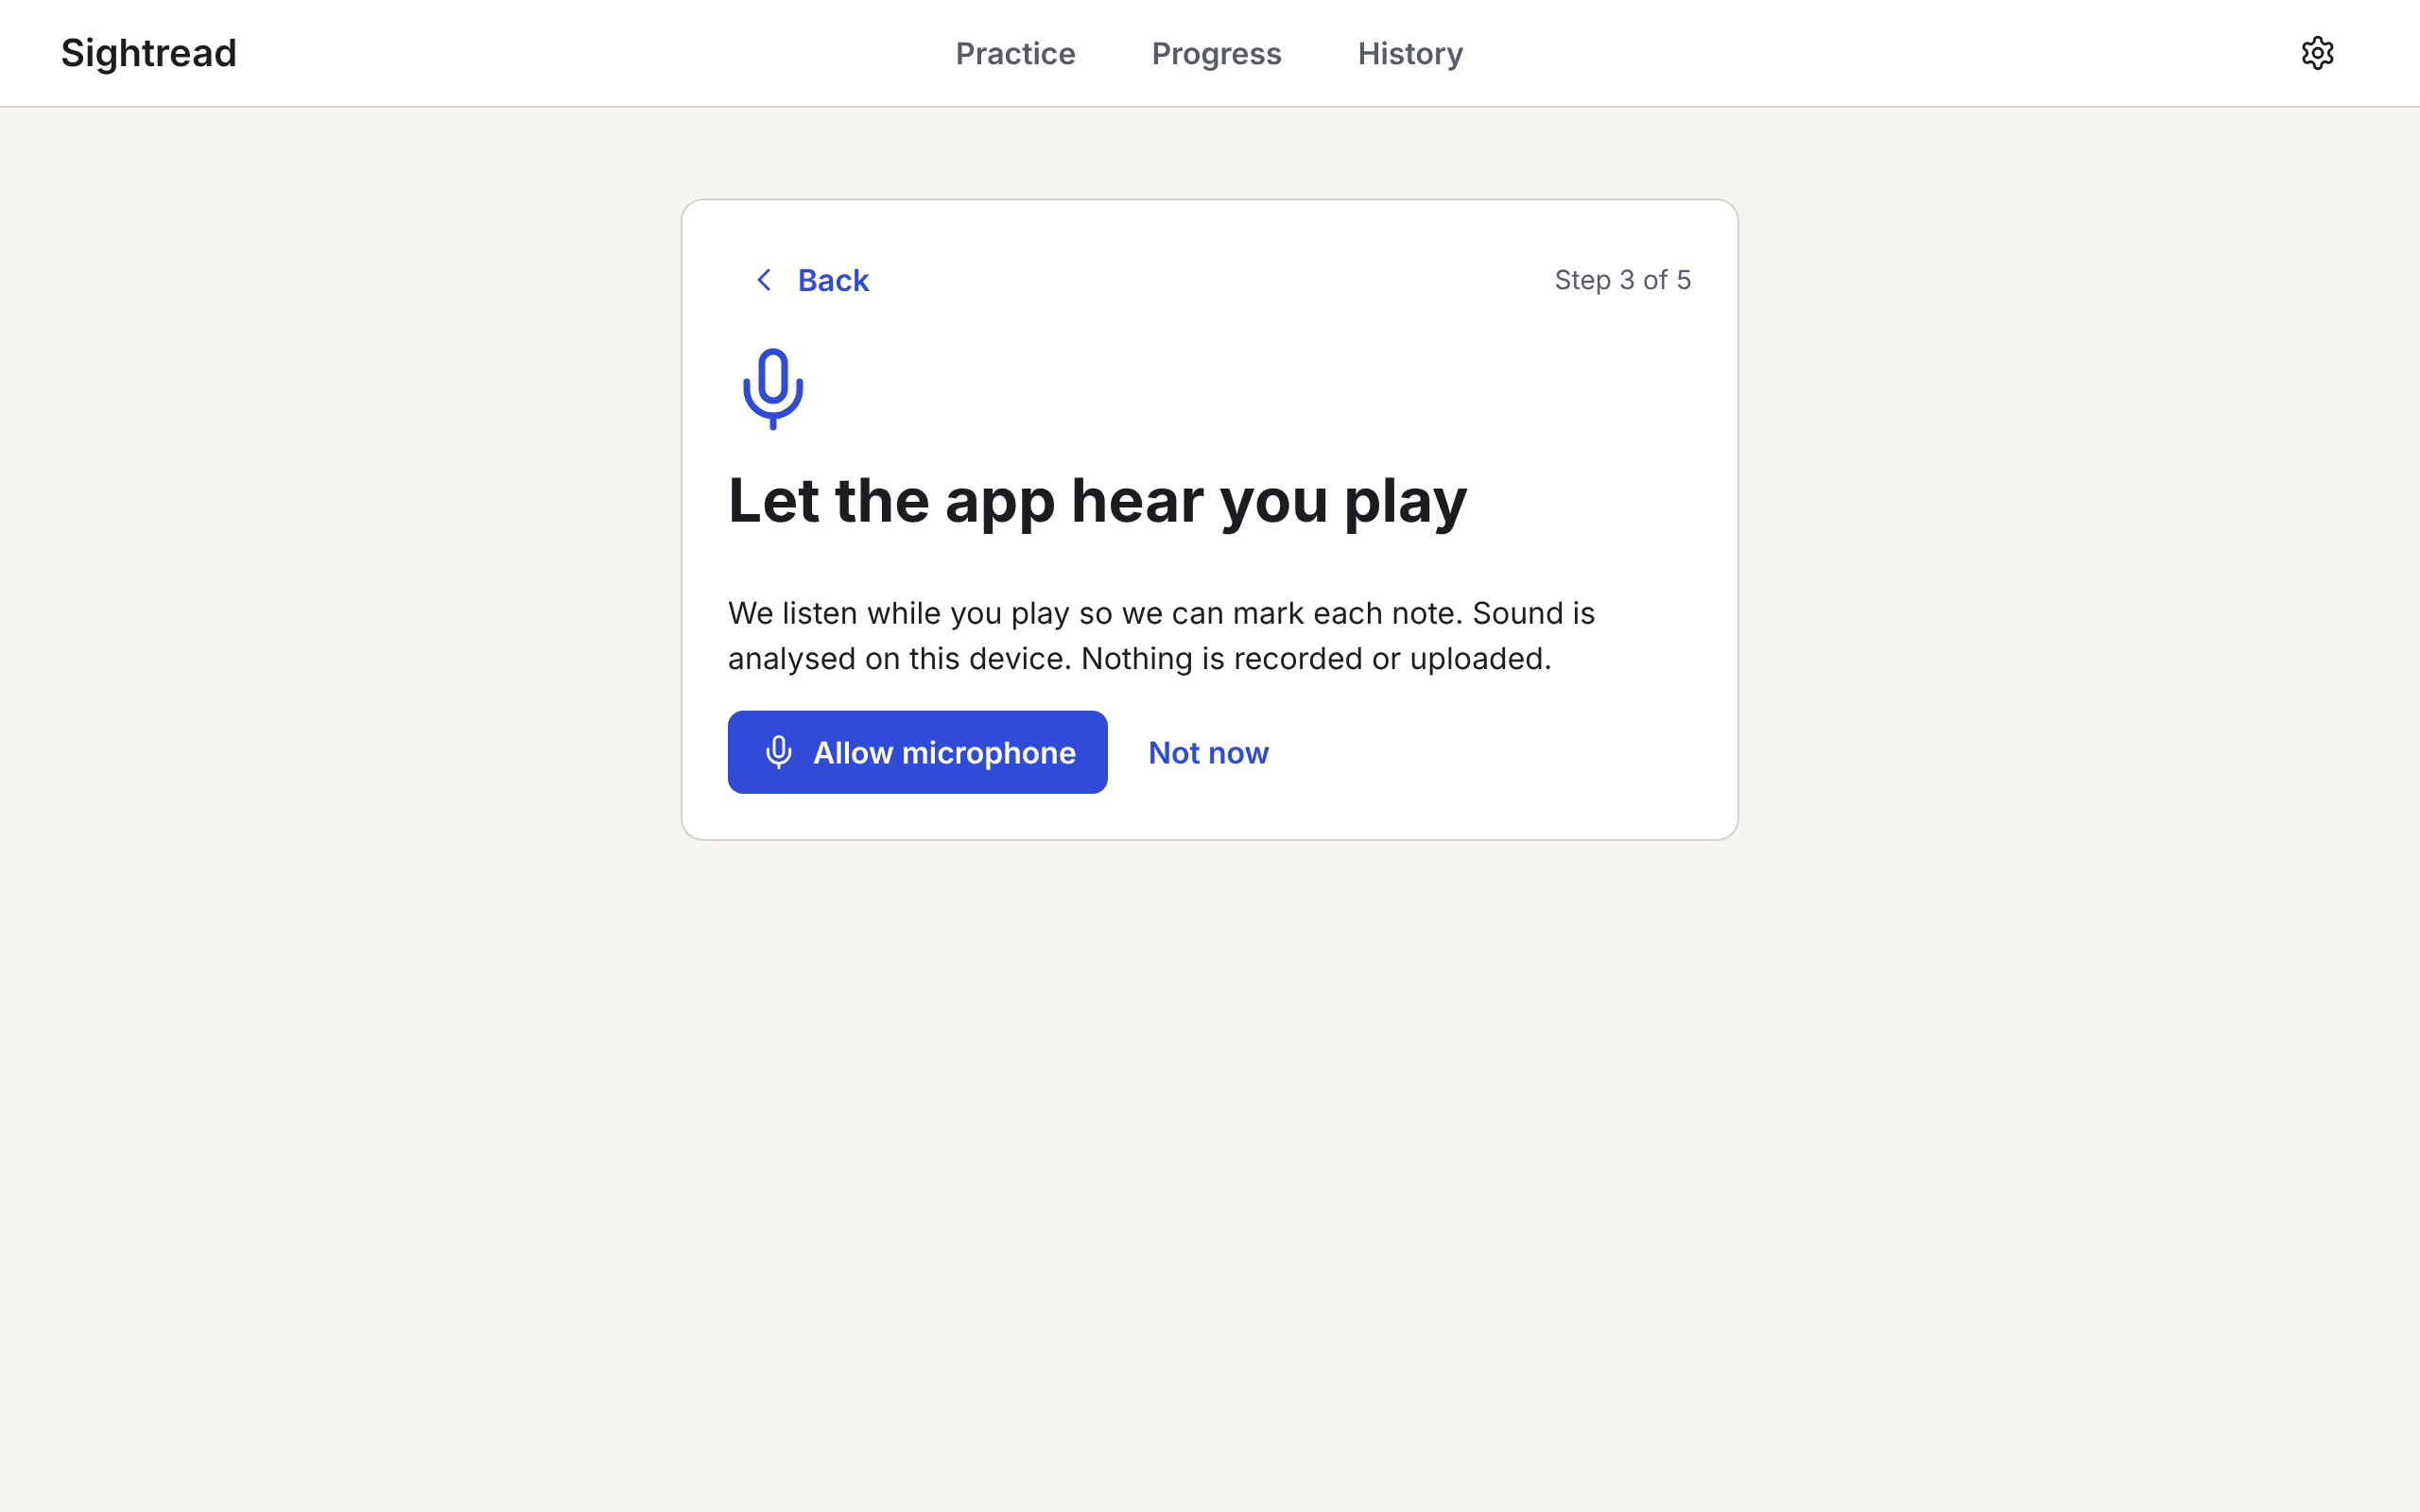 Sightread
Practice
Progress
History
Back
Step 3 of 5
Let the app hear you play
We listen while you play so we can mark each note. Sound is
analysed on this device. Nothing is recorded or uploaded.
Allow microphone
Not now